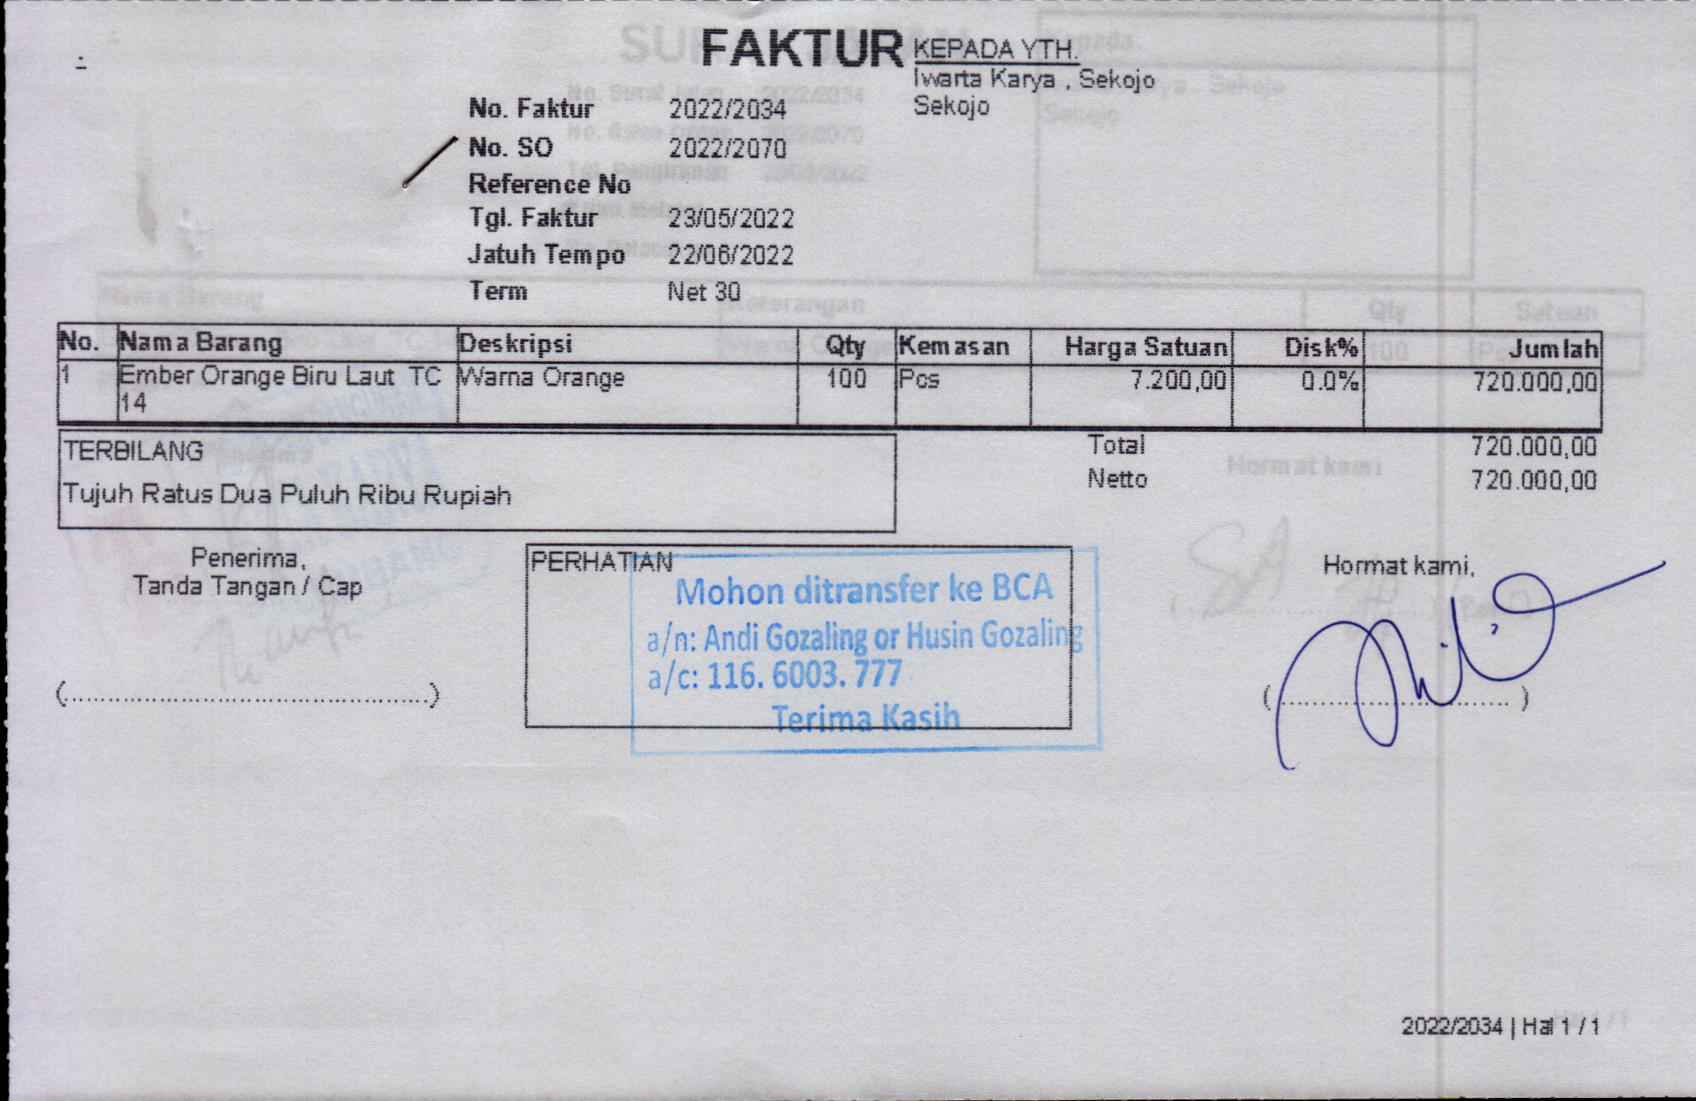 FAKTUR
KEPADA YTH.
Iwarta Karya , Sekojo
Sekojo
No. Faktur 2022/2034
No. SO 2022/2070
Reference No
Tgl. Faktur 23/05/2022
Jatuh Tempo 22/06/2022
Term Net 30
No. Nama Barang Deskripsi Qty Kemasan Harga Satuan Disk% Jumlah
1 Ember Orange Biru Laut TC Warna Orange 100 Pcs 7.200,00 0.0% 720.000,00
14
TERBILANG
Tujuh Ratus Dua Puluh Ribu Rupiah
Total 720.000,00
Netto 720.000,00
Penerima,
Tanda Tangan / Cap
(..................................................)
PERHATIAN
Mohon ditransfer ke BCA
a/n: Andi Gozaling or Husin Gozaling
a/c: 116. 6003. 777
Terima Kasih
Hormat kami,
(................................ )
2022/2034 | Hal 1 / 1